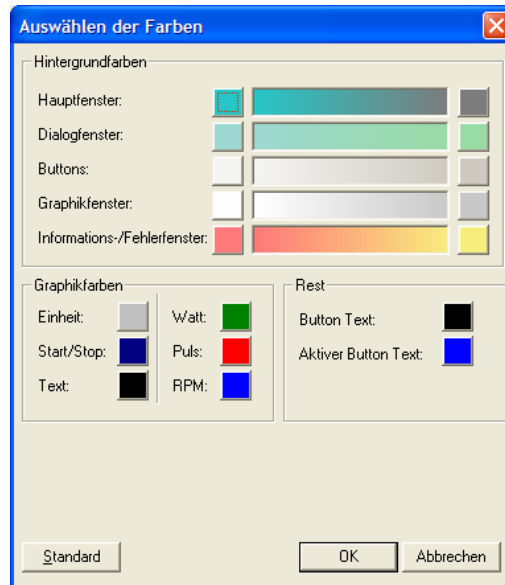 Auswählen der Farben
Hintergrundfarben
Hauptfenster:
Dialogfenster:
Buttons:
Graphikfenster:
Informations-/Fehlerfenster:
Graphikfarben
Einheit:
Watt:
Start/Stop:
Puls:
Text:
RPM:
Rest
Button Text:
Aktiver Button Text:
Standard
OK
Abbrechen